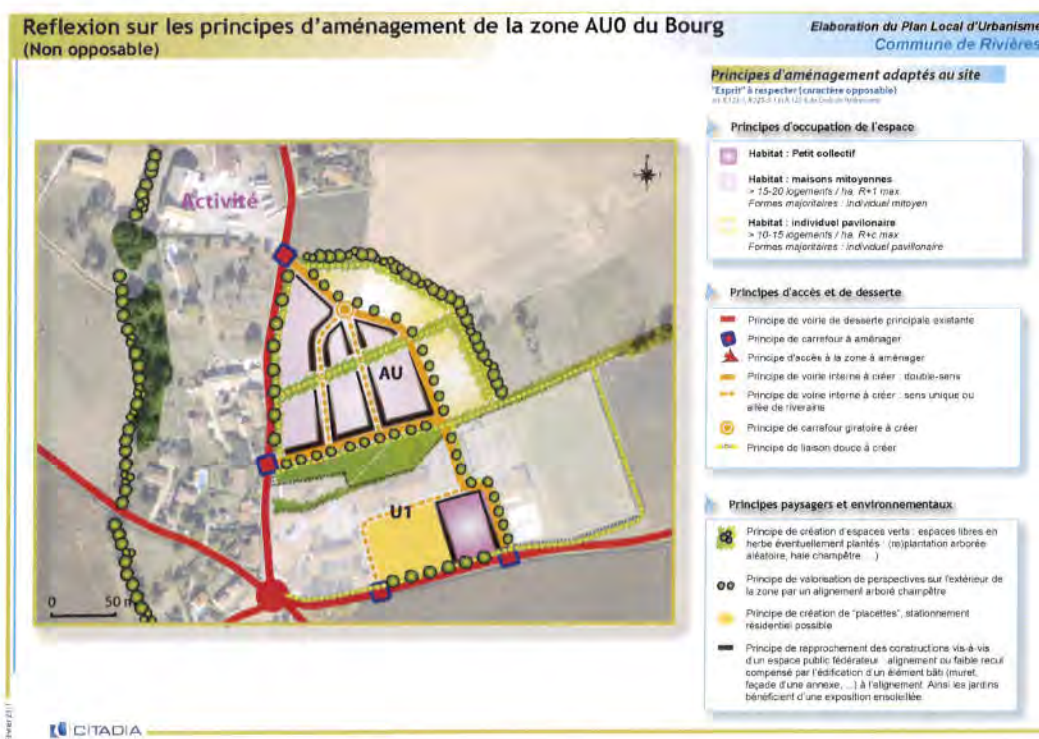 Reflexion sur les principes d'aménagement de la zone AU0 du Bourg
(Non opposable)
Elaboration du Plan Local d'Urbanisme
Commune de Rivières
Principes d'aménagement adaptés au site
"Esprit" à respecter (caractère opposable)
Principes d'occupation de l'espace
Habitat : Petit collectif
Habitat : maisons mitoyennes
> 15-20 logements / ha. R+1 max
Formes majoritaires : individuel mitoyen
Habitat : individuel pavilonaire
> 10-15 logements / ha. R+c max
Formes majoritaires : individuel pavillonaire
Principes d'accès et de desserte
Principe de voirie de desserte principale existante
Principe de carrefour à aménager
Principe d'accès à la zone à aménager
Principe de voirie interne à créer : double-sens
Principe de voirie interne à créer : sens unique ou
allée de riverains
Principe de carrefour giratoire à créer
Principe de liaison douce à créer
Principes paysagers et environnementaux
Principe de création d'espaces verts : espaces libres en
herbe éventuellement plantés : (re)plantation arborée
aléatoire, haie champêtre ...)
Principe de valorisation de perspectives sur l'extérieur de
la zone par un alignement arboré champêtre
Principe de création de "placettes", stationnement
résidentiel possible
Principe de rapprochement des constructions vis-à-vis
d'un espace public fédérateur : alignement ou faible recul
compensé par l'édification d'un élément bâti (muret,
façade d'une annexe, ...) à l'alignement. Ainsi les jardins
bénéficient d'une exposition ensoleillée.
Activité
AU
U1
0 50 m
CITADIA